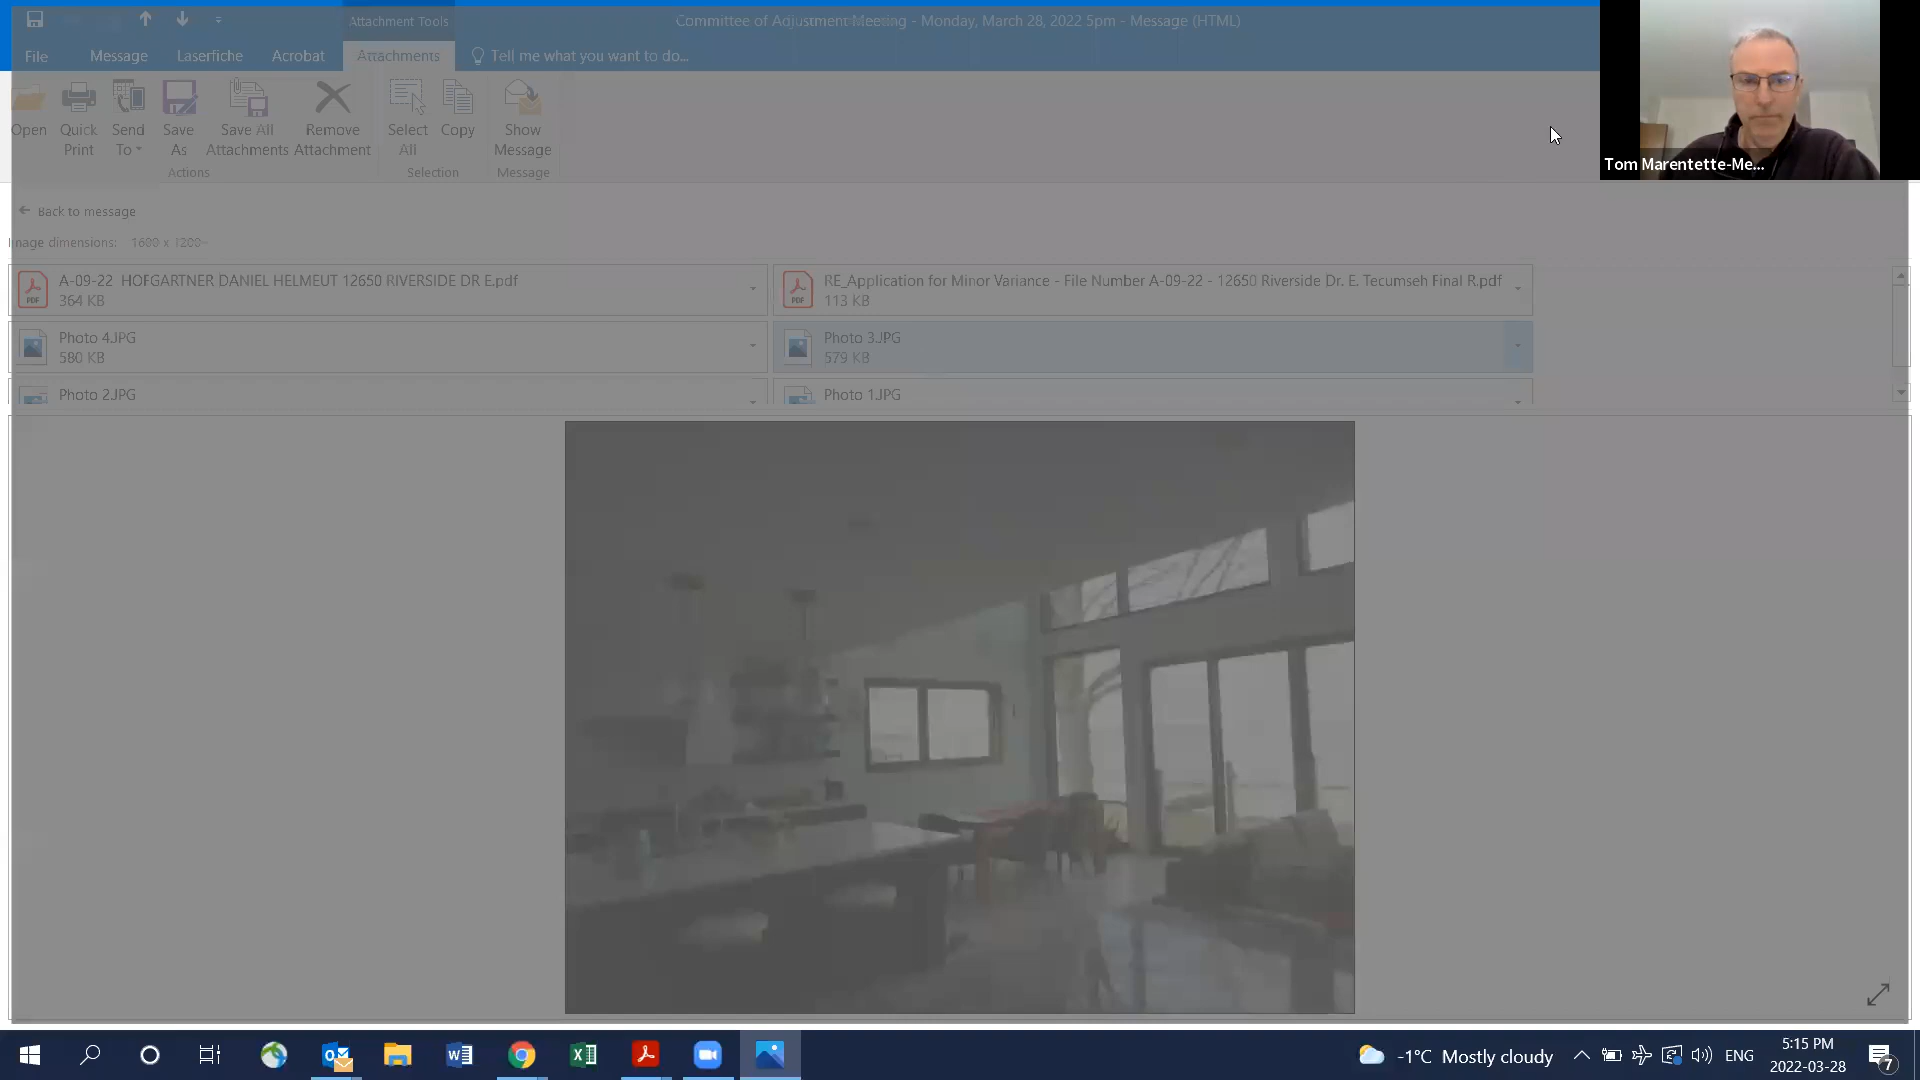 Attachment Tools
Committee of Adjustment Meeting - Monday, March 28, 2022 5pm - Message (HTML)
File Message Laserfiche Acrobat Attachments Tell me what you want to do...
Open Quick Print Send To Save As Save All Attachments Remove Attachment Select All Copy Show Message
Actions Selection Message
Tom Marentette-Me...
Back to message
Image dimensions: 1600 x 1200
A-09-22 HOFGARTNER DANIEL HELMEUT 12650 RIVERSIDE DR E.pdf
364 KB
RE_Application for Minor Variance - File Number A-09-22 - 12650 Riverside Dr. E. Tecumseh Final R.pdf
113 KB
Photo 4.JPG
580 KB
Photo 3.JPG
579 KB
Photo 2.JPG
Photo 1.JPG
-1°C Mostly cloudy
ENG
5:15 PM
2022-03-28
7